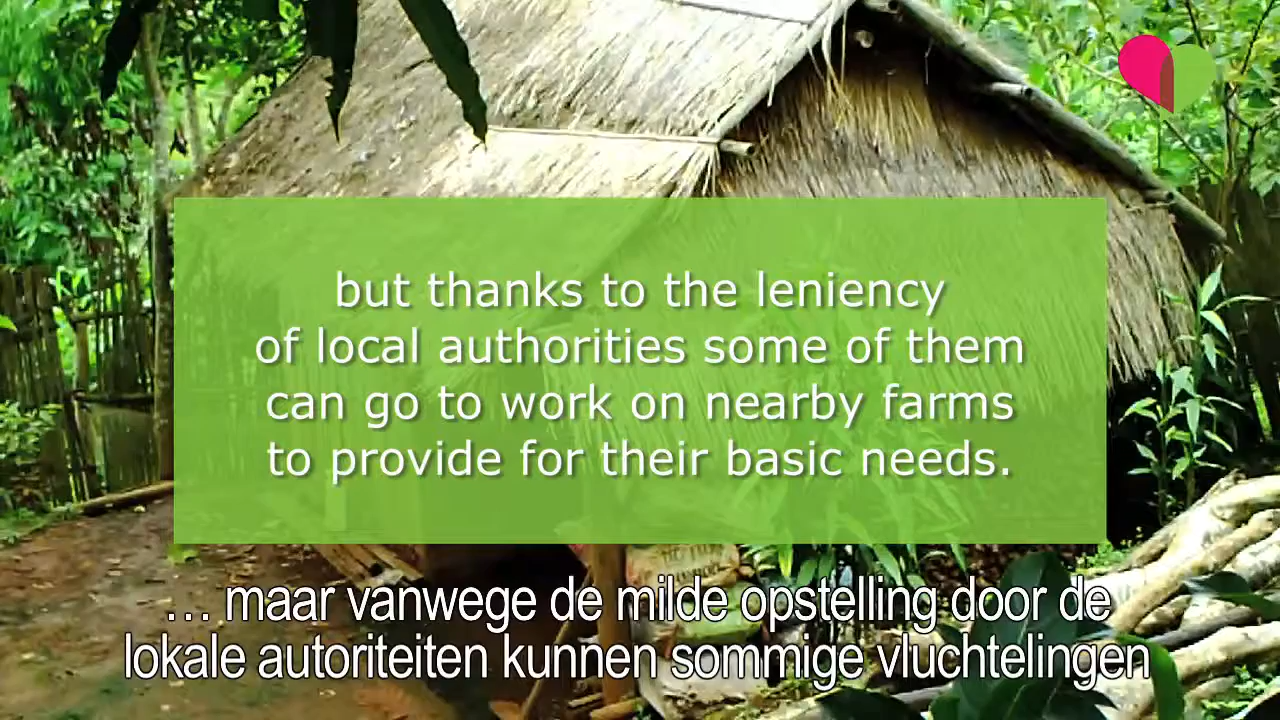 but thanks to the leniency
of local authorities some of them
can go to work on nearby farms
to provide for their basic needs.
… maar vanwege de milde opstelling door de
lokale autoriteiten kunnen sommige vluchtelingen